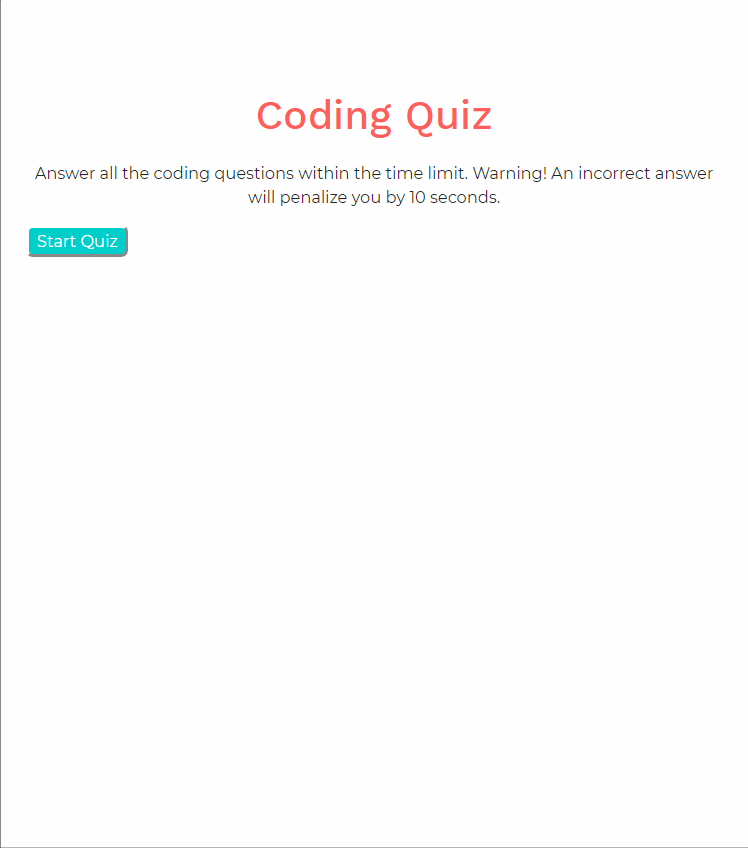 Coding Quiz
Answer all the coding questions within the time limit. Warning! An incorrect answer
will penalize you by 10 seconds.
Start Quiz